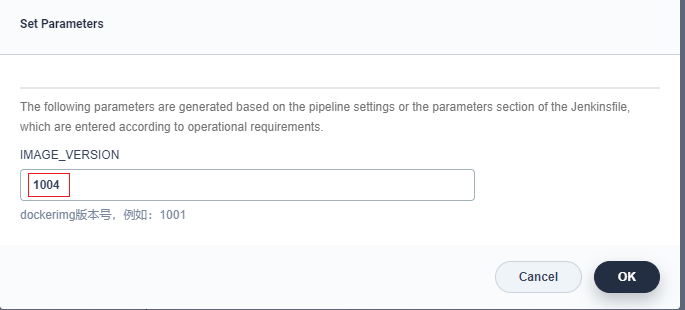 Set Parameters
The following parameters are generated based on the pipeline settings or the parameters section of the Jenkinsfile,
which are entered according to operational requirements.
IMAGE_VERSION
1004
dockerimg版本号，例如：1001
Cancel
OK